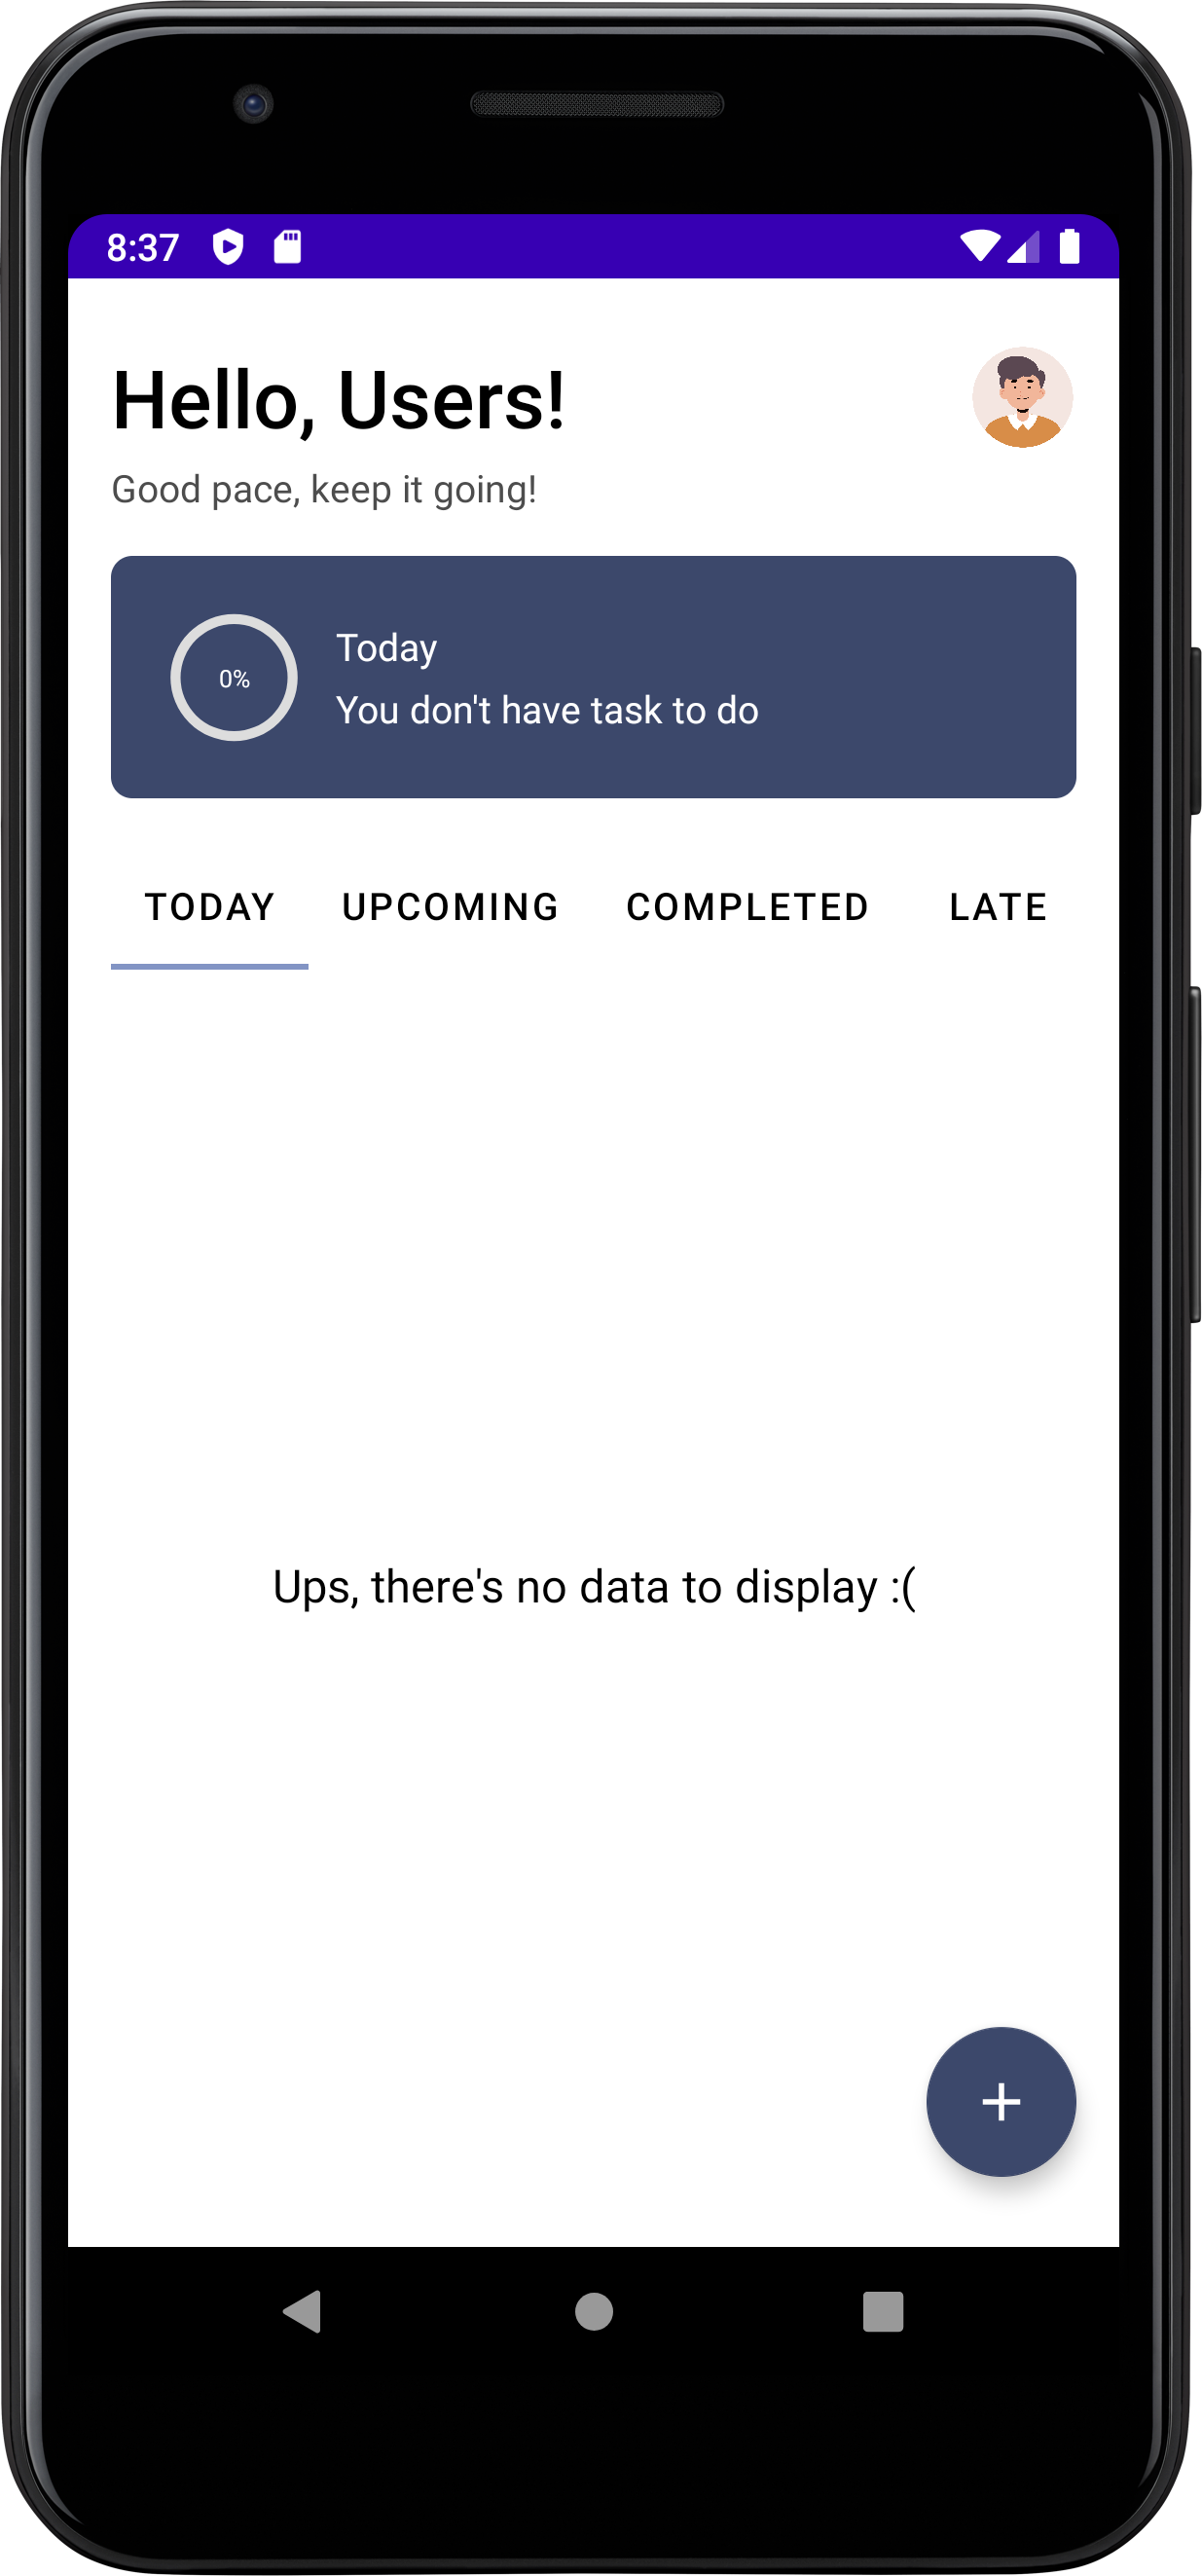 8:37
Hello, Users!
Good pace, keep it going!
0%
Today
You don't have task to do
TODAY UPCOMING COMPLETED LATE
Ups, there's no data to display :(